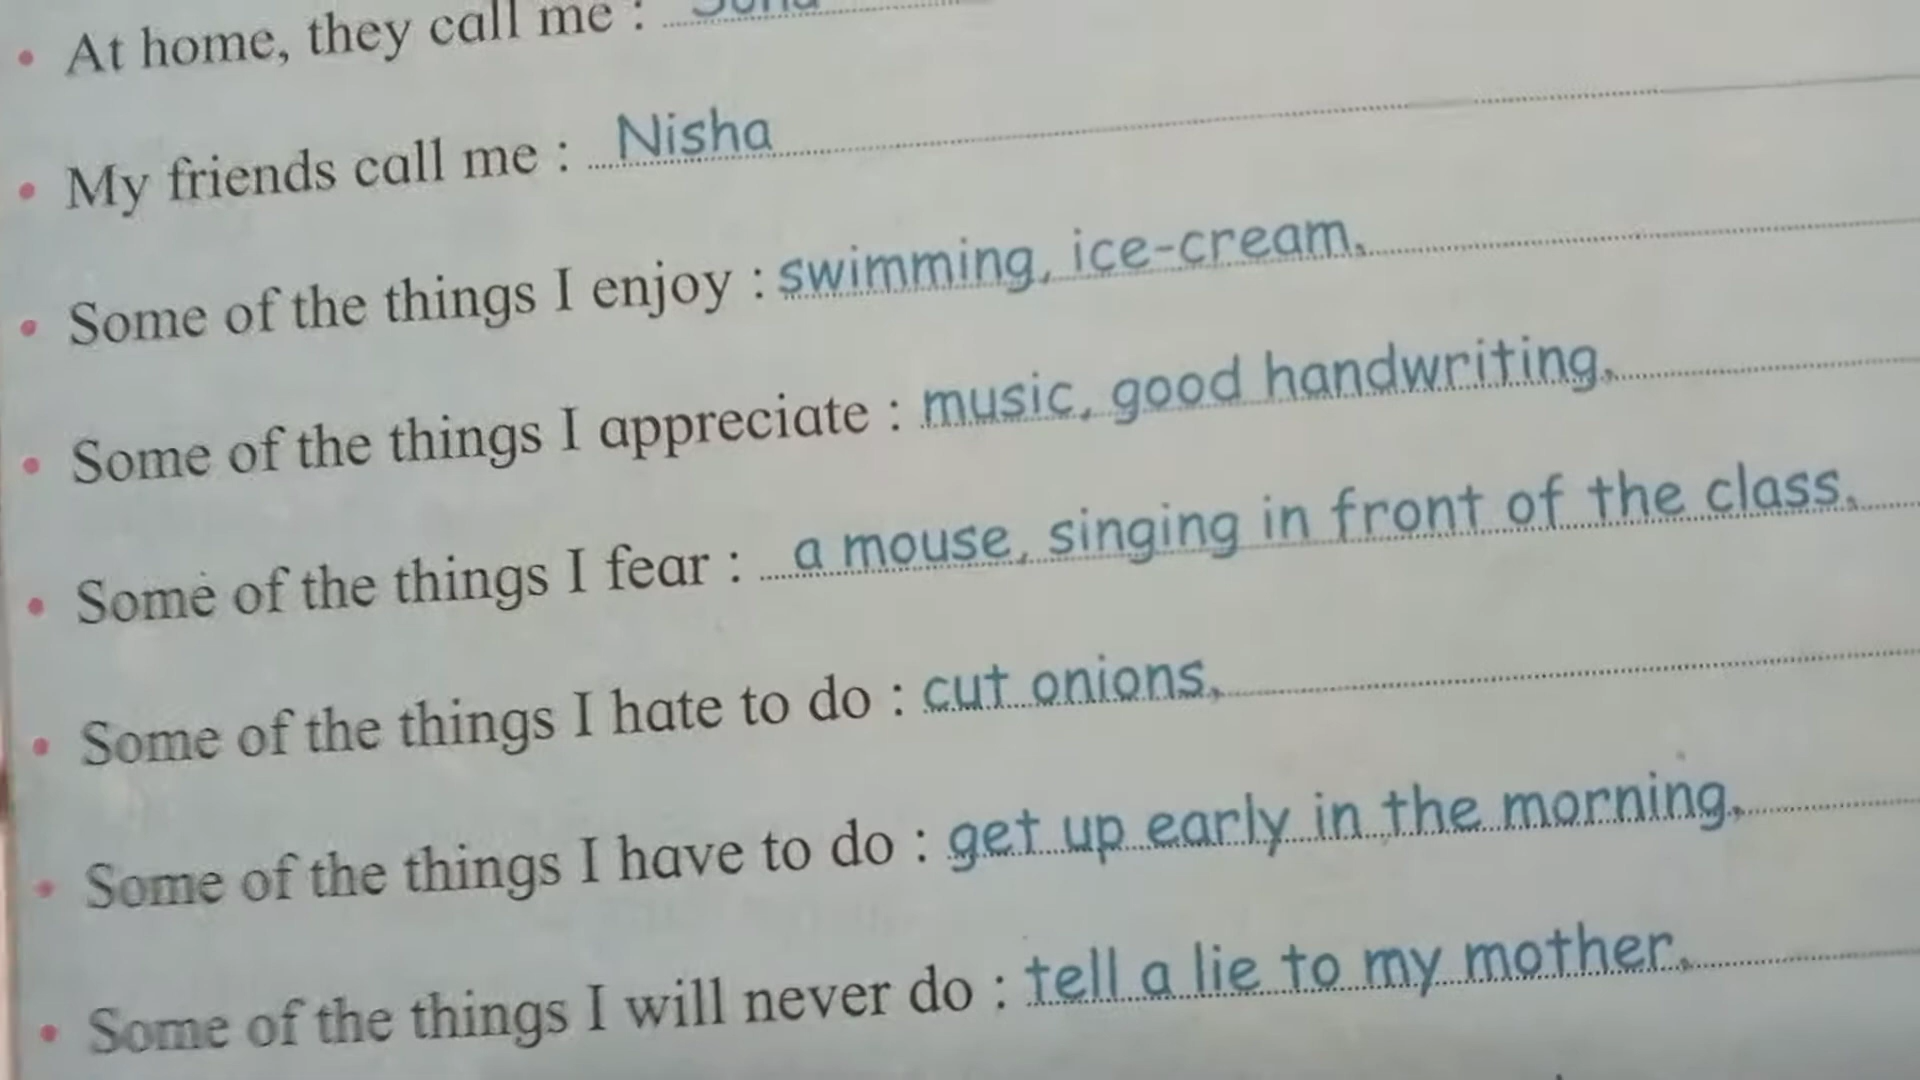 • At home, they call me :
• My friends call me : Nisha
• Some of the things I enjoy : swimming, ice-cream,
• Some of the things I appreciate : music, good handwriting,
• Some of the things I fear : a mouse, singing in front of the class,
• Some of the things I hate to do : cut onions,
• Some of the things I have to do : get up early in the morning,
• Some of the things I will never do : tell a lie to my mother,